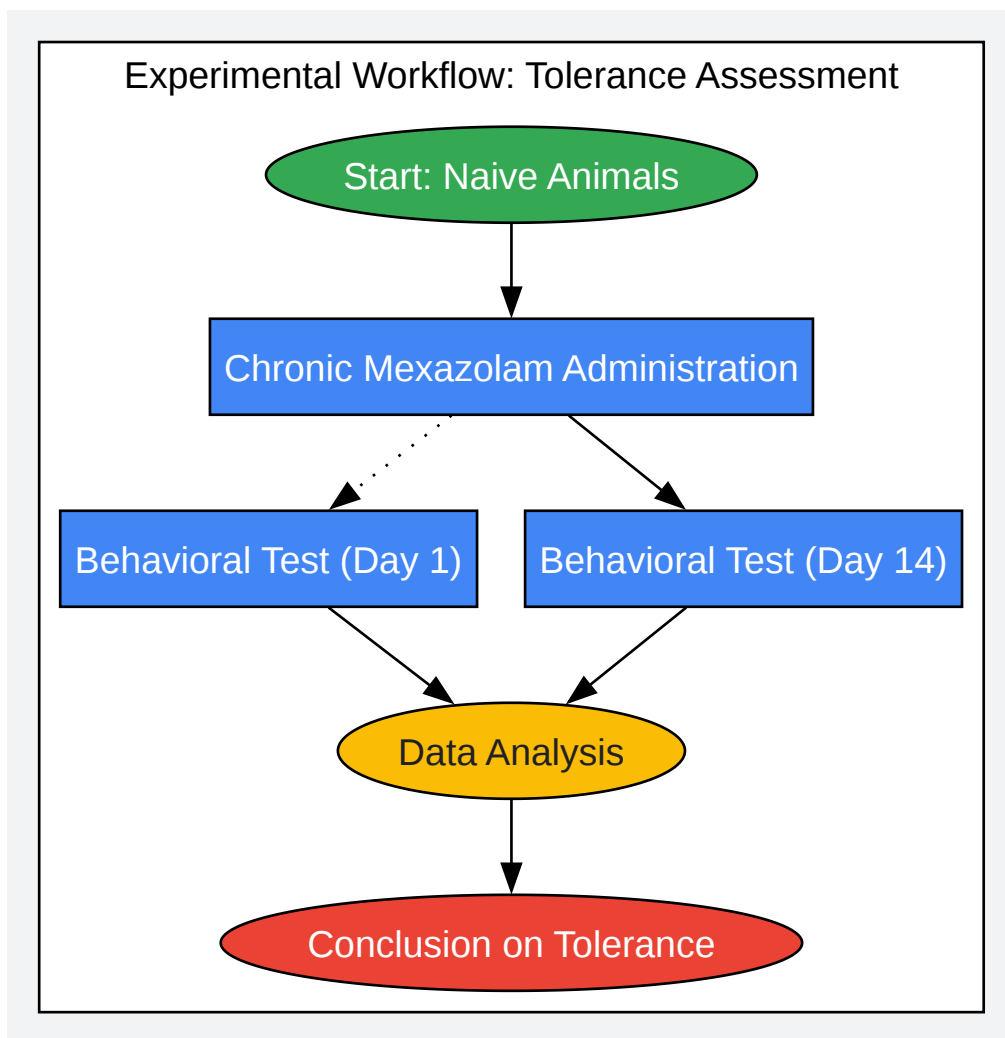 Experimental Workflow: Tolerance Assessment
Start: Naive Animals
Chronic Mexazolam Administration
Behavioral Test (Day 1)
Behavioral Test (Day 14)
Data Analysis
Conclusion on Tolerance